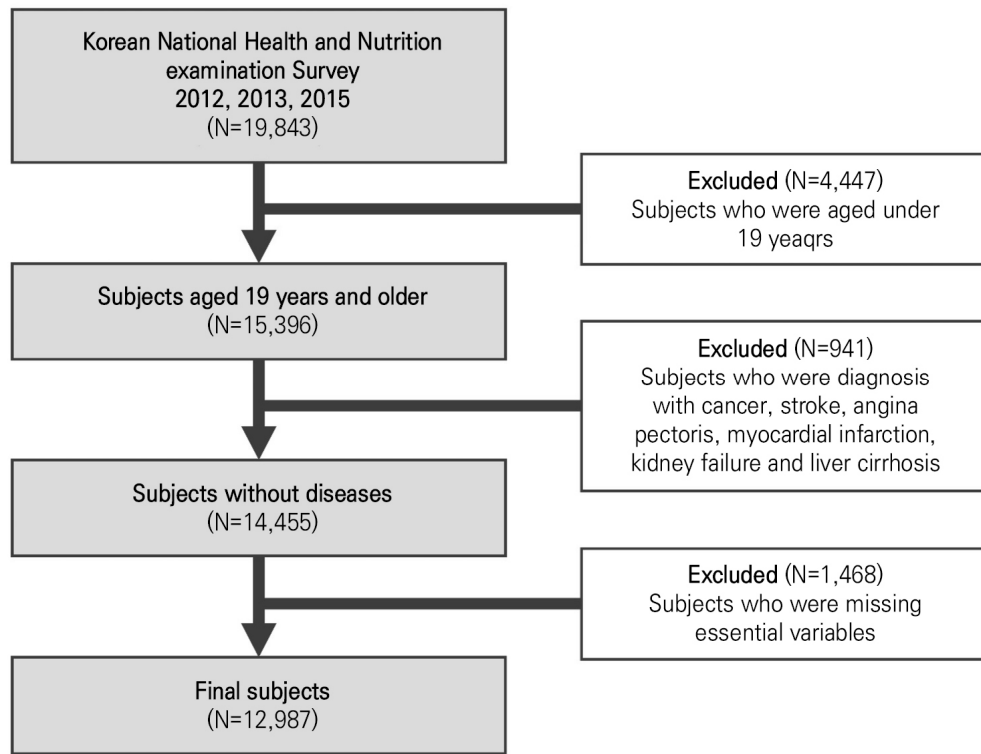 Korean National Health and Nutrition
examination Survey
2012, 2013, 2015
(N=19,843)
Excluded (N=4,447)
Subjects who were aged under
19 yeaqrs
Subjects aged 19 years and older
(N=15,396)
Excluded (N=941)
Subjects who were diagnosis
with cancer, stroke, angina
pectoris, myocardial infarction,
kidney failure and liver cirrhosis
Subjects without diseases
(N=14,455)
Excluded (N=1,468)
Subjects who were missing
essential variables
Final subjects
(N=12,987)